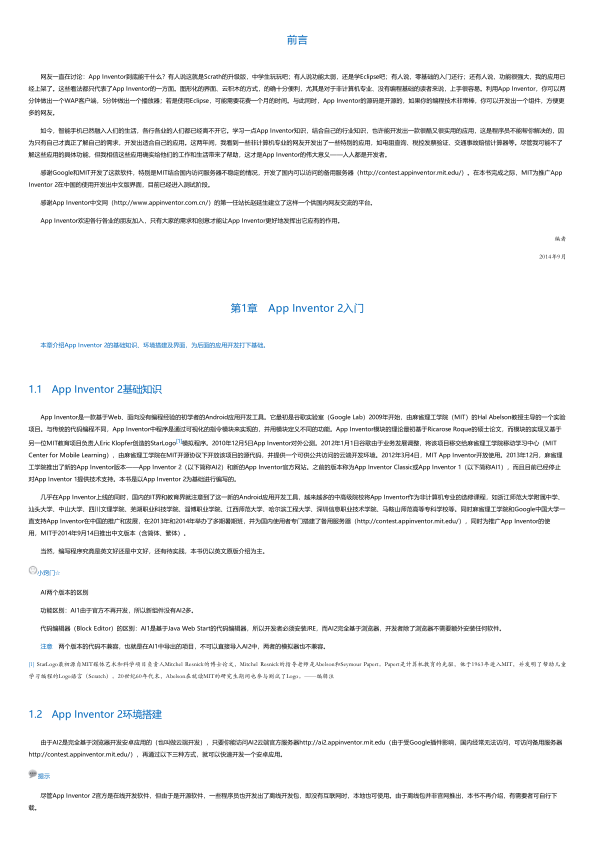 前言
网友一直在讨论：App Inventor到底能干什么？有人说这就是Scrath的升级版，中学生玩玩吧；有人说功能太弱，还是学Eclipse吧；有人说，零基础的入门进行；还有人说，功能很强大，我的应用已
经上架了。这些看法都只代表了App Inventor的一方面。图形化的界面、云积木的方式，的确十分便利，尤其是对于非计算机专业、没有编程基础的读者来说，上手很容易。利用App Inventor，你可以两
分钟做出一个WAP客户端，5分钟做出一个播放器；若是使用Eclipse，可能需要花费一个月的时间。与此同时，App Inventor的源码是开源的，如果你的编程技术非常棒，你可以开发出一个组件，方便更
多的网友。
如今，智能手机已然融入人们的生活，各行各业的人们都已经离不开它。学习一点App Inventor知识，结合自己的行业知识，也许能开发出一款很酷又很实用的应用，这是程序员不能帮你解决的，因
为只有自己才真正了解自己的需求，开发出适合自己的应用。这两年间，我看到一些非计算机专业的网友开发出了一些特别的应用，如电阻查询、税控发票验证、交通事故赔偿计算器等。尽管我可能不了
解这些应用的具体功能，但我相信这些应用确实给他们的工作和生活带来了帮助，这才是App Inventor的伟大意义——人人都是开发者。
感谢Google和MIT开发了这款软件，特别是MIT结合国内访问服务器不稳定的情况，开发了国内可以访问的备用服务器（http://contest.appinventor.mit.edu/）。在本书完成之际，MIT为推广App
Inventor 2在中国的使用开发出中文版界面，目前已经进入测试阶段。
感谢App Inventor中文网（http://www.appinventor.com.cn/）的第一任站长赵延生建立了这样一个供国内网友交流的平台。
App Inventor欢迎各行各业的朋友加入，只有大家的需求和创意才能让App Inventor更好地发挥出它应有的作用。
编者
2014年9月
第1章 App Inventor 2入门
本章介绍App Inventor 2的基础知识、环境搭建及界面，为后面的应用开发打下基础。
1.1 App Inventor 2基础知识
App Inventor是一款基于Web、面向没有编程经验的初学者的Android应用开发工具。它最初是谷歌实验室（Google Lab）2009年开始，由麻省理工学院（MIT）的Hal Abelson教授主导的一个实验
项目。与传统的代码编程不同，App Inventor中程序是通过可视化的指令模块来实现的，并用模块定义不同的功能。App Inventor模块的理论最初基于Ricarose Roque的硕士论文，而模块的实现又基于
另一位MIT教育项目负责人Eric Klopfer创造的StarLogo[1]模拟程序。2010年12月5日App Inventor对外公测。2012年1月1日谷歌由于业务发展调整，将该项目移交给麻省理工学院移动学习中心（MIT
Center for Mobile Learning），由麻省理工学院在MIT开源协议下开放该项目的源代码，并提供一个可供公共访问的云端开发环境。2012年3月4日，MIT App Inventor开放使用。2013年12月，麻省理
工学院推出了新的App Inventor版本——App Inventor 2（以下简称AI2）和新的App Inventor官方网站。之前的版本称为App Inventor Classic或App Inventor 1（以下简称AI1），而且目前已经停止
对App Inventor 1提供技术支持。本书是以App Inventor 2为基础进行编写的。
几乎在App Inventor上线的同时，国内的IT界和教育界就注意到了这一新的Android应用开发工具，越来越多的中高级院校将App Inventor作为非计算机专业的选修课程，如浙江师范大学附属中学、
汕头大学、中山大学、四川文理学院、芜湖职业科技学院、淄博职业学院、江西师范大学、哈尔滨工程大学、深圳信息职业技术学院、马鞍山师范高等专科学校等。同时麻省理工学院和Google中国大学一
直支持App Inventor在中国的推广和发展，在2013年和2014年举办了多期暑期班，并为国内使用者专门搭建了备用服务器（http://contest.appinventor.mit.edu/），同时为推广App Inventor的使
用，MIT于2014年9月14日推出中文版本（含简体、繁体）。
当然，编写程序究竟是英文好还是中文好，还有待实践，本书仍以英文原版介绍为主。
小窍门☆
AI两个版本的区别
功能区别：AI1由于官方不再开发，所以新组件没有AI2多。
代码编辑器（Block Editor）的区别：AI1是基于Java Web Start的代码编辑器，所以开发者必须安装JRE，而AI2完全基于浏览器，开发者除了浏览器不需要额外安装任何软件。
注意 两个版本的代码不兼容，也就是在AI1中导出的项目，不可以直接导入AI2中，两者的模拟器也不兼容。
[1] StarLogo最初源自MIT媒体艺术和科学项目负责人Mitchel Resnick的博士论文，Mitchel Resnick的指导老师是Abelson和Seymour Papert。Papert是计算机教育的先驱，他于1963年进入MIT，并发明了帮助儿童
学习编程的Logo语言（Scratch）。20世纪60年代末，Abelson在就读MIT的研究生期间也参与到试了Logo。——编辑注
1.2 App Inventor 2环境搭建
由于AI2是完全基于浏览器开发安卓应用的（也叫做云端开发），只要你能访问AI2云端官方服务器http://ai2.appinventor.mit.edu（由于受Google插件影响，国内经常无法访问，可访问备用服务器
http://contest.appinventor.mit.edu/），再通过以下三种方式，就可以快速开发一个安卓应用。
提示
尽管App Inventor 2官方是在线开发软件，但由于是开源软件，一些程序员也开发出了离线开发包，即没有互联网时，本地也可使用。由于离线包并非官网推出，本书不再介绍，有需要者可自行下
载。